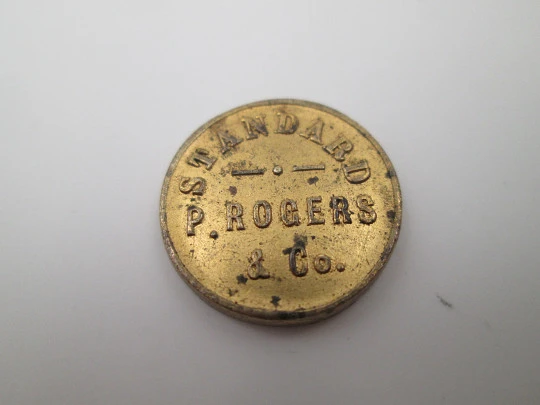 STANDARD
P. ROGERS
& Co.